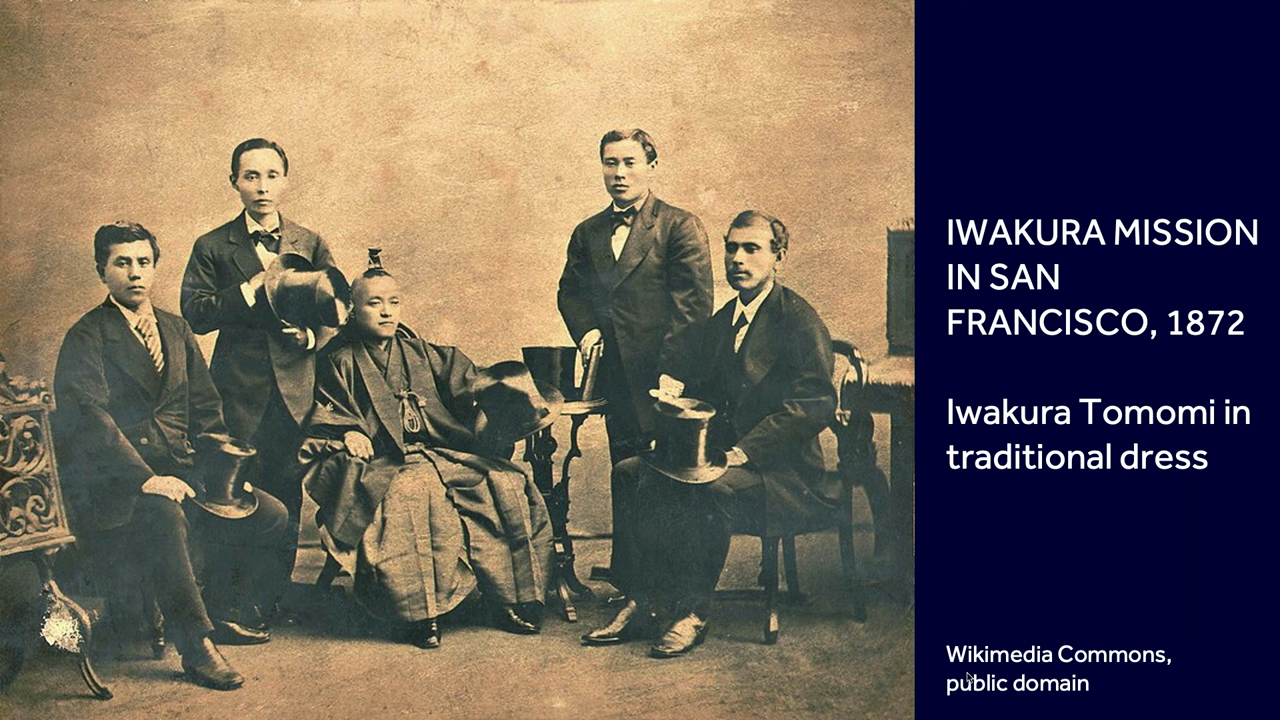 IWAKURA MISSION
IN SAN
FRANCISCO, 1872
Iwakura Tomomi in
traditional dress
Wikimedia Commons,
public domain